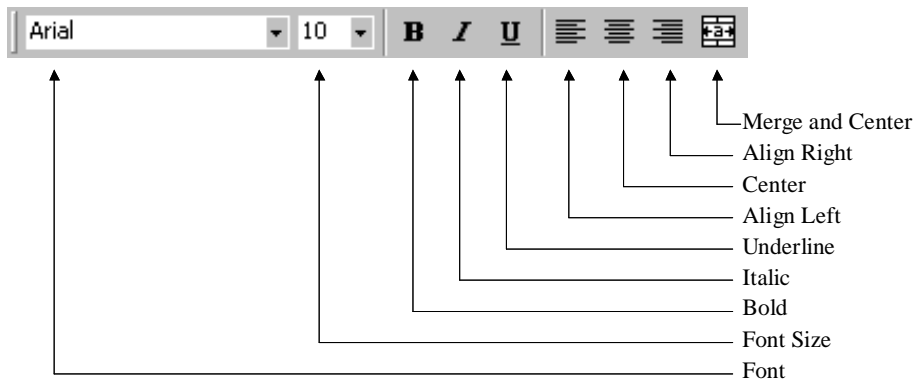 Arial 10 B I U a
Merge and Center
Align Right
Center
Align Left
Underline
Italic
Bold
Font Size
Font